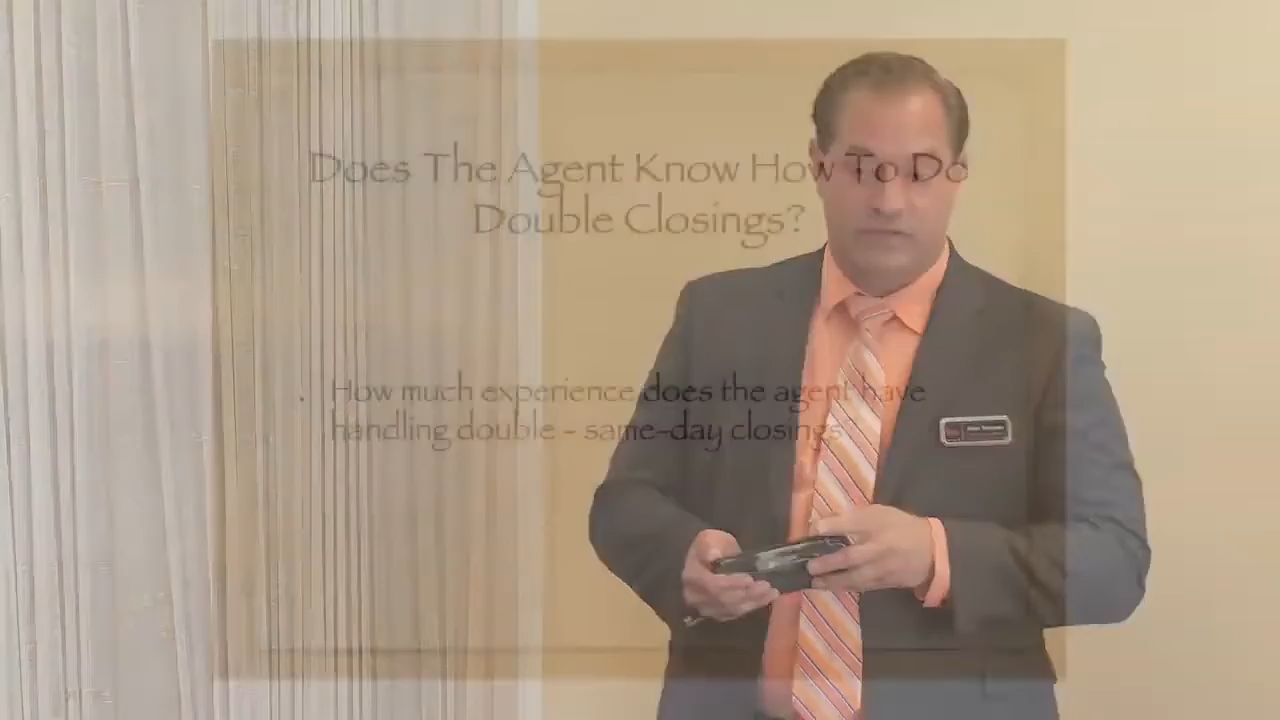 Does The Agent Know How To Do
Double Closings?
. How much experience does the agent have
handling double - same-day closings